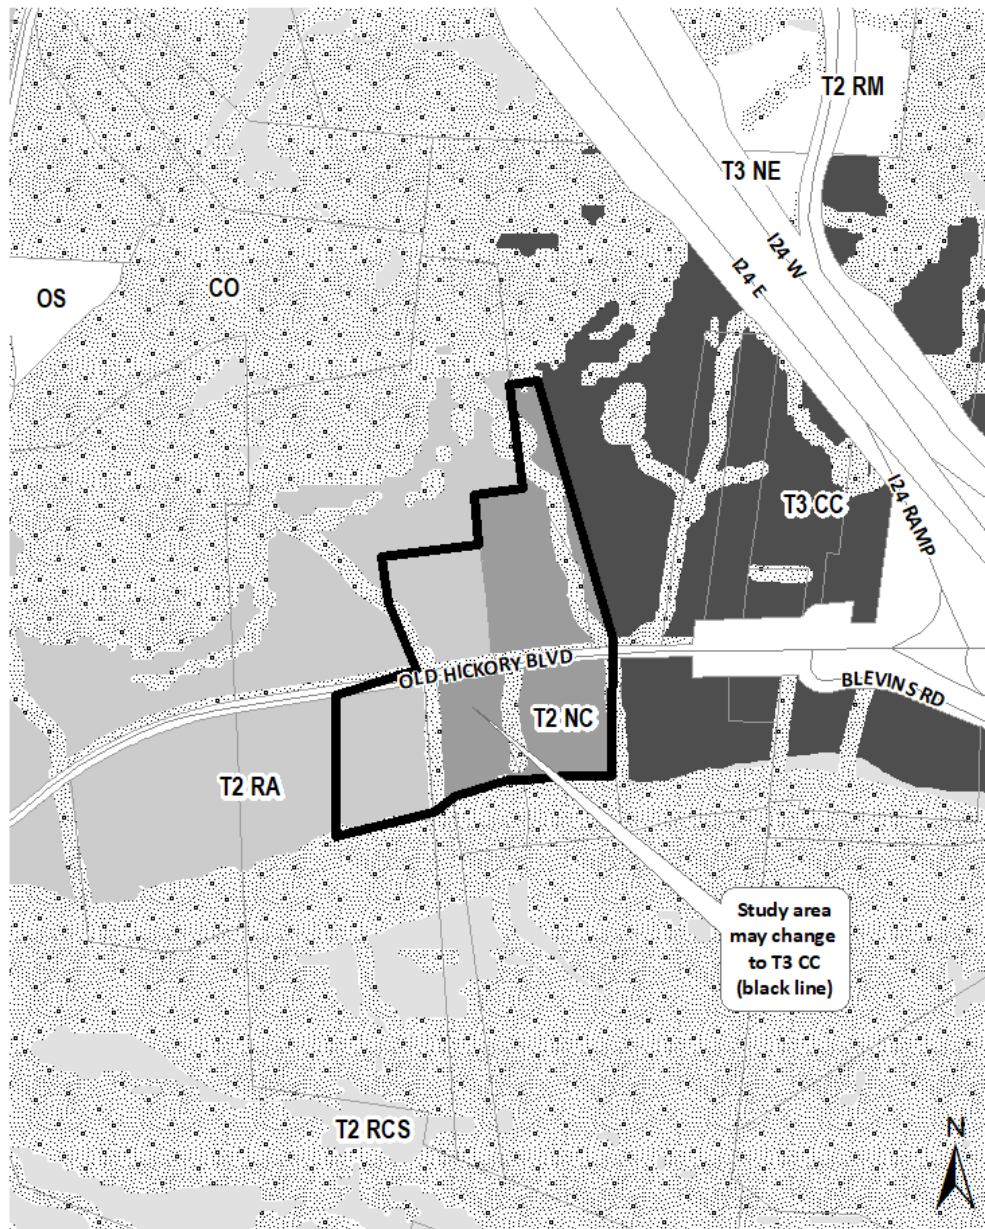 T2 RM
T3 NE
I24 W
I24 E
CO
OS
T3 CC
I24 RAMP
OLD HICKORY BLVD
BLEVINS RD
T2 NC
T2 RA
Study area
may change
to T3 CC
(black line)
T2 RCS
N